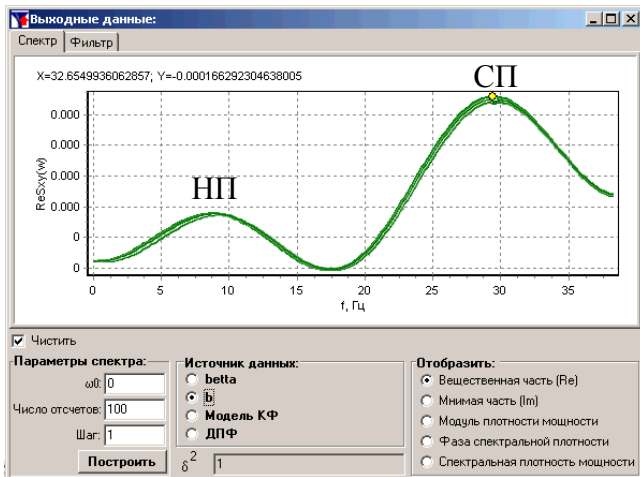 Выходные данные:
Спектр Фильтр
X=32.6549936062857; Y=-0.000166292304638005
СП
НП
0.000
0.000
0.000
0.000
0
0
ReSxy(w)
0 5 10 15 20 25 30 35
f, Гц
Чистить
Параметры спектра:
ω0: 0
Число отсчетов: 100
Шаг: 1
Построить
Источник данных:
betta
b
Модель КФ
ДПФ
δ2 1
Отобразить:
Вещественная часть (Re)
Мнимая часть (Im)
Модуль плотности мощности
Фаза спектральной плотности
Спектральная плотность мощности